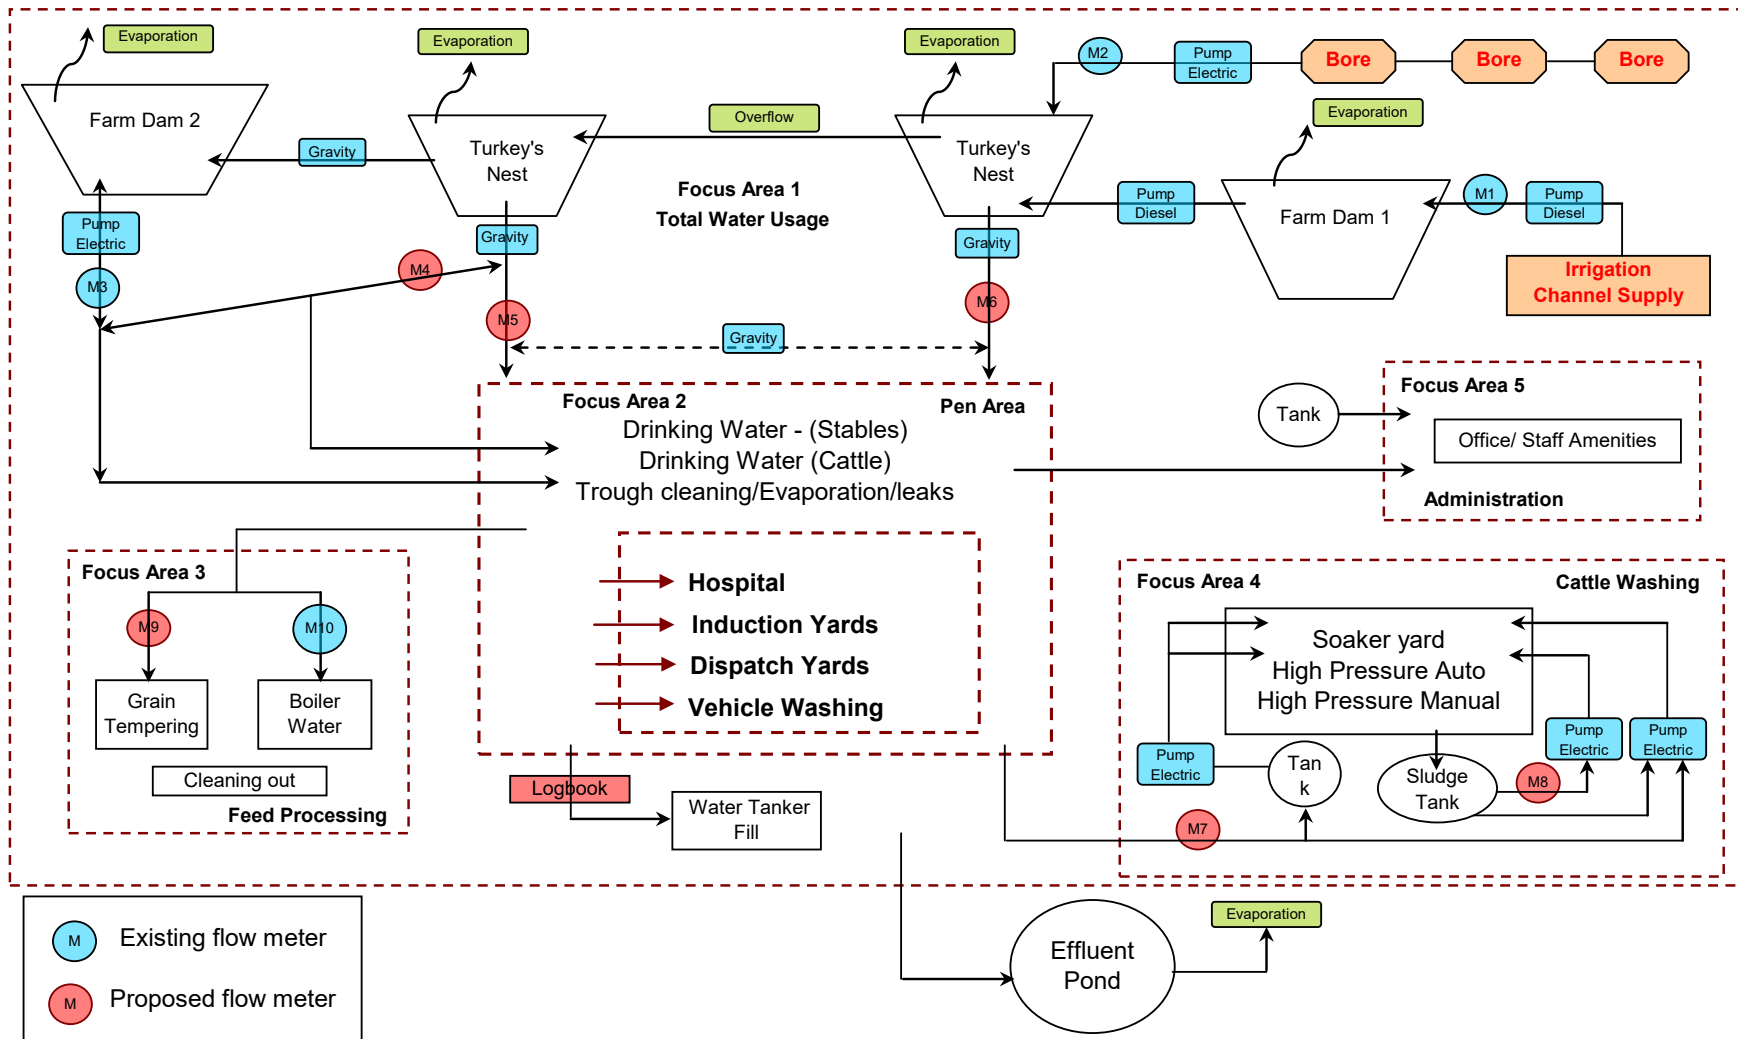 Evaporation
Evaporation
Evaporation
M2
Pump
Electric
Bore
Bore
Bore
Farm Dam 2
Overflow
Evaporation
Gravity
Turkey's
Nest
Turkey's
Nest
Focus Area 1
Total Water Usage
Pump
Diesel
Farm Dam 1
M1
Pump
Diesel
Pump
Electric
Gravity
Gravity
M4
M3
M5
M6
Irrigation
Channel Supply
Gravity
Focus Area 2
Pen Area
Drinking Water - (Stables)
Drinking Water (Cattle)
Trough cleaning/Evaporation/leaks
Tank
Focus Area 5
Office/ Staff Amenities
Administration
Hospital
Induction Yards
Dispatch Yards
Vehicle Washing
Focus Area 3
M9
M10
Grain
Tempering
Boiler
Water
Cleaning out
Feed Processing
Focus Area 4
Cattle Washing
Soaker yard
High Pressure Auto
High Pressure Manual
Pump
Electric
Tan
k
Sludge
Tank
M8
Pump
Electric
Pump
Electric
M7
Logbook
Water Tanker
Fill
Effluent
Pond
Evaporation
M
Existing flow meter
M
Proposed flow meter